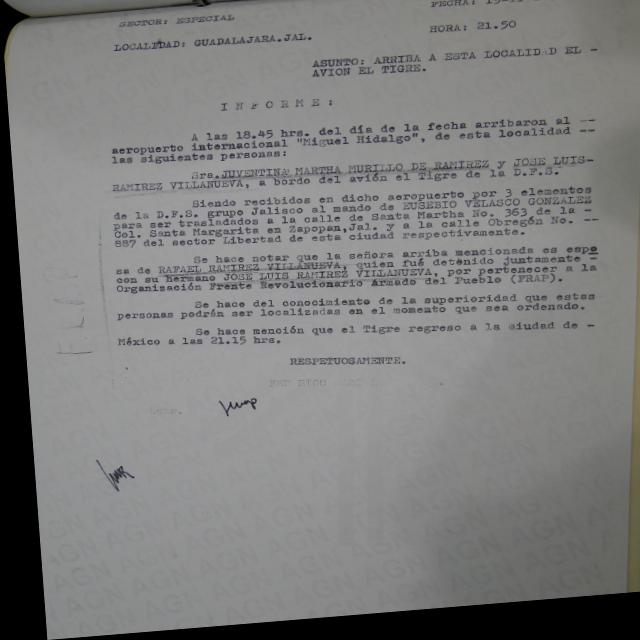 SECTOR: ESPECIAL
FECHA:
LOCALIDAD: GUADALAJARA.JAL.
HORA: 21.50
ASUNTO: ARRIBA A ESTA LOCALIDAD EL -
AVION EL TIGRE.
I N F O R M E :
A las 18.45 hrs. del día de la fecha arribaron al --
aeropuerto internacional "Miguel Hidalgo", de esta localidad --
las siguientes personas:
Sra. JUVENTINA MARTHA MURILLO DE RAMIREZ y JOSE LUIS-
RAMIREZ VILLANUEVA, a bordo del avión el Tigre de la D.F.S.
Siendo recibidos en dicho aeropuerto por 3 elementos
de la D.F.S. grupo Jalisco al mando de EUSEBIO VELASCO GONZALEZ
para ser trasladados a la calle de Santa Martha No. 363 de la -
Col. Santa Margarita en Zapopan,Jal. y a la calle Obregón No. --
887 del sector Libertad de esta ciudad respectivamente.
Se hace notar que la señora arriba mencionada es espo
sa de RAFAEL RAMIREZ VILLANUEVA, quien fué detenido juntamente -
con su hermano JOSE LUIS RAMIREZ VILLANUEVA, por pertenecer a la
Organización Frente Revolucionario Armado del Pueblo (FRAP).
Se hace del conocimiento de la superioridad que estas
personas podrán ser localizadas en el momento que sea ordenado.
Se hace mención que el Tigre regreso a la ciudad de -
México a las 21.15 hrs.
RESPETUOSAMENTE.